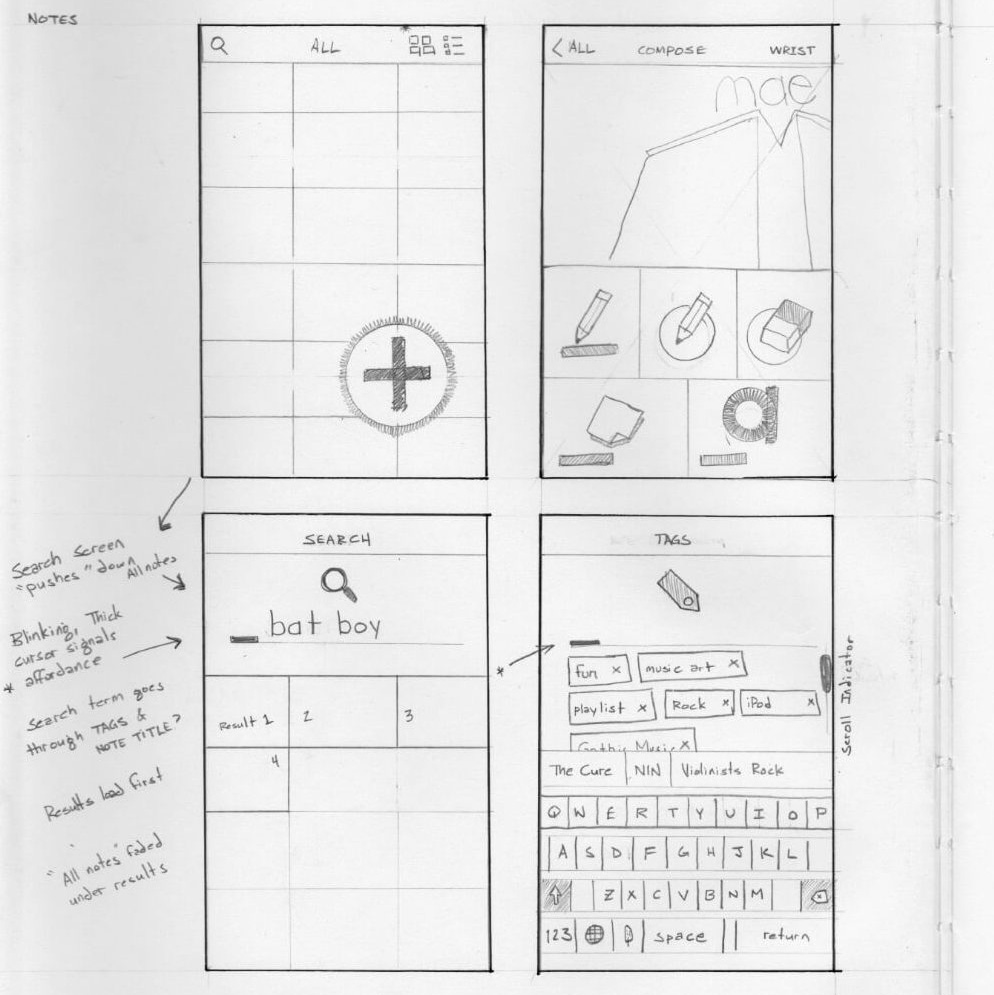 NOTES
ALL
< ALL
COMPOSE
WRIST
mae
a
Search Screen
"pushes" down
All notes
Blinking, Thick
cursor signals
* affordance
Search term goes
through TAGS &
NOTE TITLE?
Results load first
"All notes" faded
under results
SEARCH
bat boy
Result 1
2
3
4
TAGS
*
fun x
music art x
playlist x
Rock x
iPod x
Gothic Music x
Scroll Indicator
The Cure
NIN
Violinists Rock
Q W E R T Y U I O P
A S D F G H J K L
Z X C V B N M
123
space
return